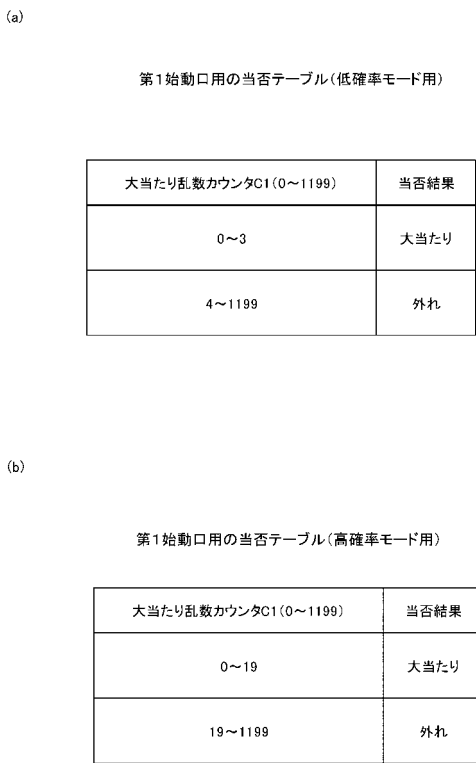 (a)
第1始動口用の当否テーブル(低確率モード用)
大当たり乱数カウンタC1(0～1199) 当否結果
0～3 大当たり
4～1199 外れ
(b)
第1始動口用の当否テーブル(高確率モード用)
大当たり乱数カウンタC1(0～1199) 当否結果
0～19 大当たり
19～1199 外れ